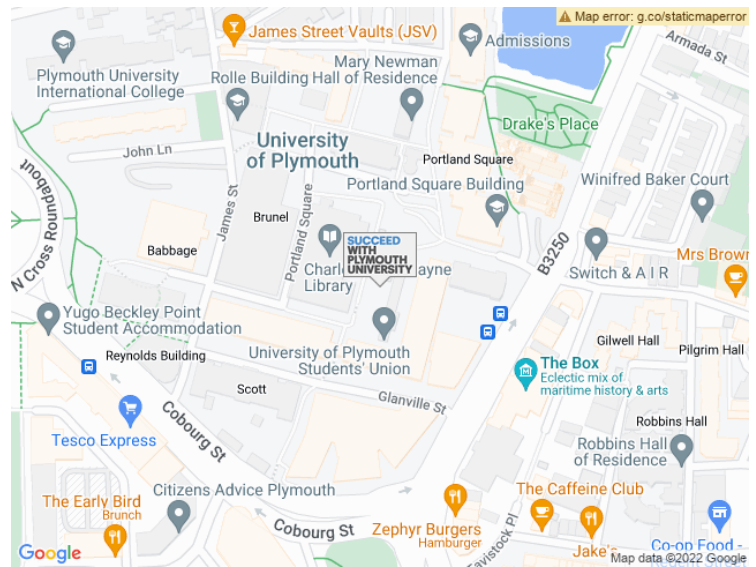 Map error: g.co/staticmaperror
James Street Vaults (JSV)
Admissions
Armada St
Plymouth University
International College
Mary Newman
Rolle Building Hall of Residence
Drake's Place
University
of Plymouth
John Ln
Portland Square
Portland Square Building
Winifred Baker Court
N Cross Roundabout
James St
Brunel
Portland Square
Babbage
SUCCEED
WITH
PLYMOUTH
UNIVERSITY
Charl
ayne
Library
B3250
Switch & A I R
Mrs Brown
Yugo Beckley Point
Student Accommodation
Reynolds Building
University of Plymouth
Students' Union
Gilwell Hall
Pilgrim Hall
The Box
Eclectic mix of
maritime history & arts
Scott
Glanville St
Cobourg St
Tesco Express
Robbins Hall
Robbins Hall
of Residence
The Early Bird
Brunch
Citizens Advice Plymouth
The Caffeine Club
Cobourg St
Zephyr Burgers
Hamburger
Tavistock Pl
Jake's
Co-op Food -
Google
Map data ©2022 Google